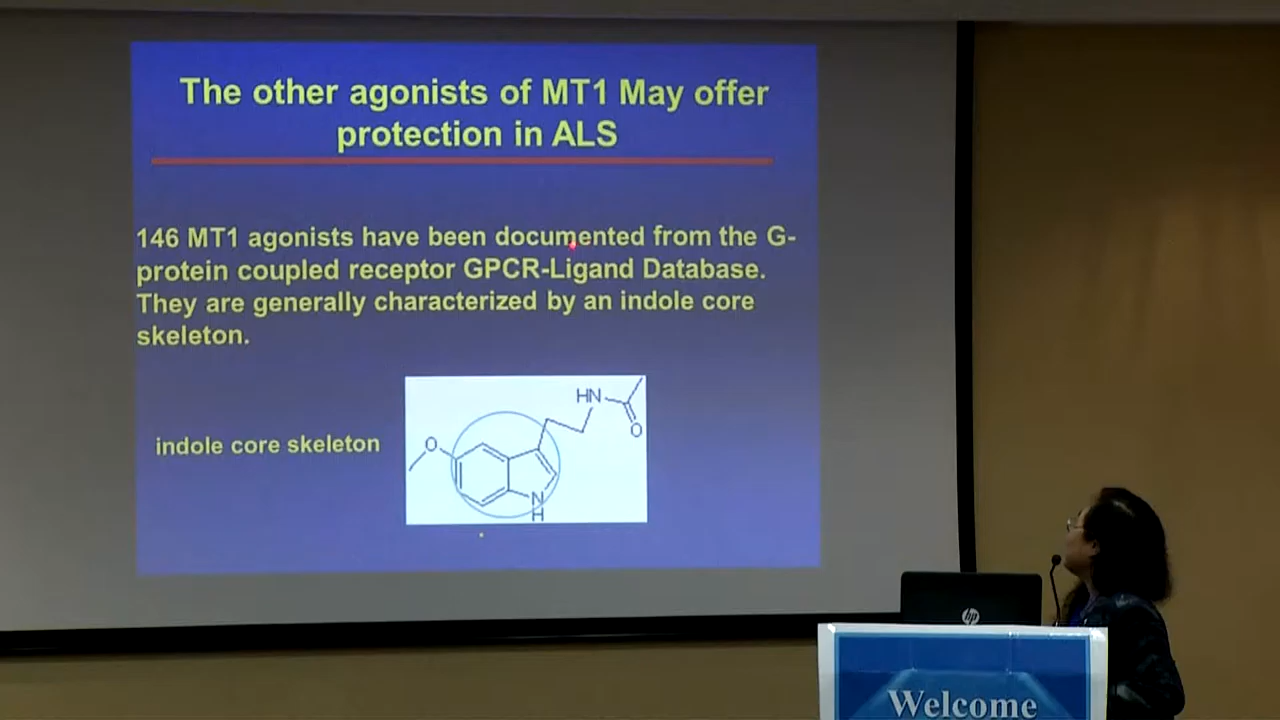 The other agonists of MT1 May offer
protection in ALS
146 MT1 agonists have been documented from the G-
protein coupled receptor GPCR-Ligand Database.
They are generally characterized by an indole core
skeleton.
indole core skeleton
HN
O
O
N
H
hp
Welcome